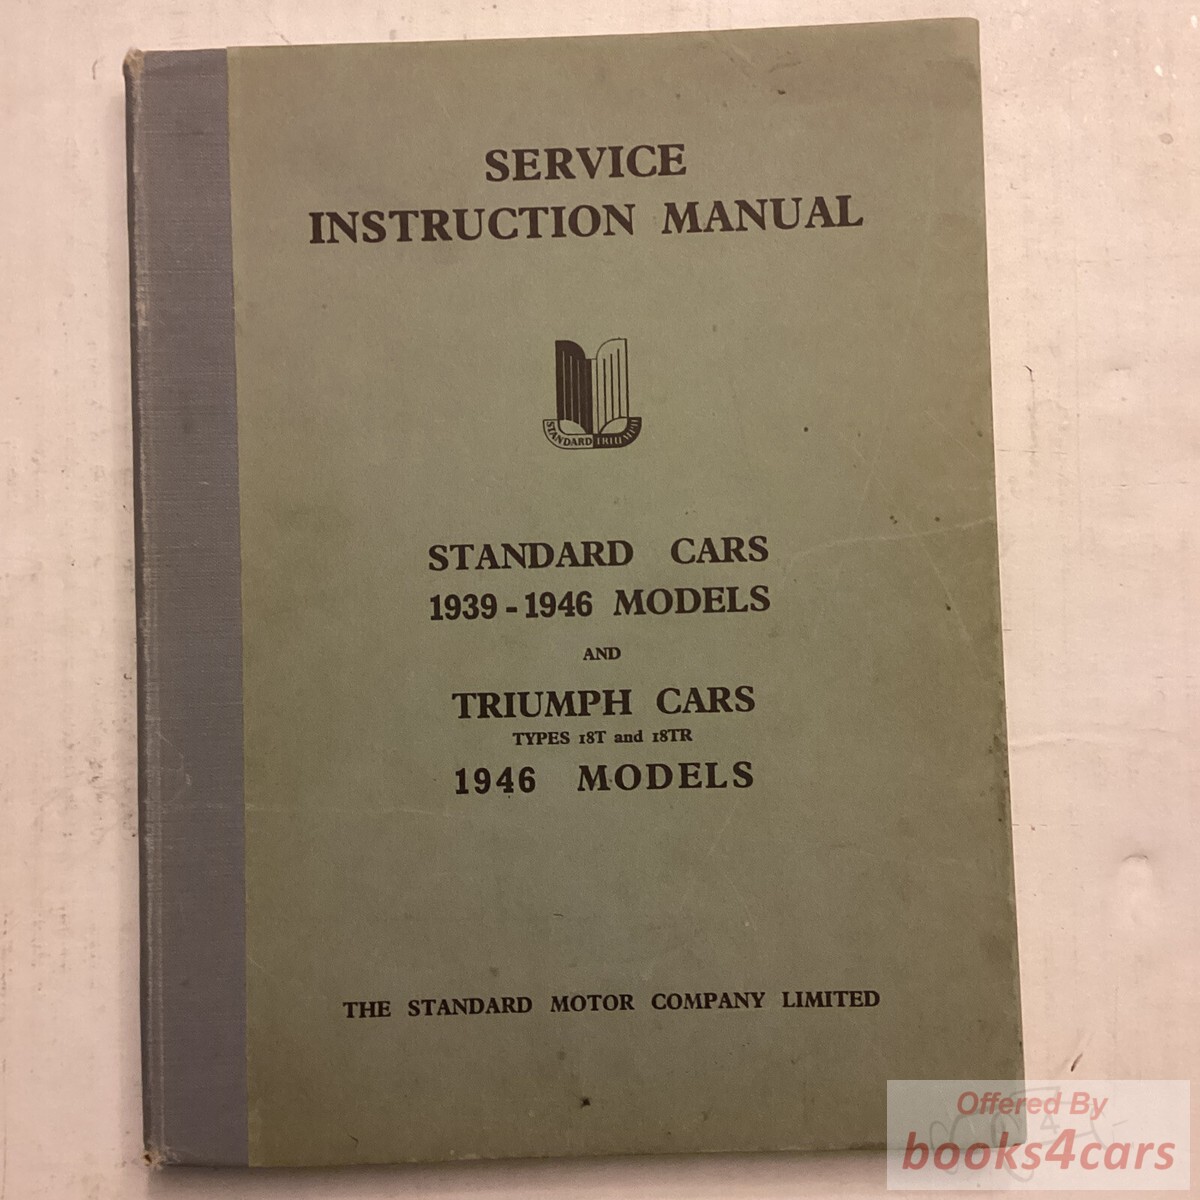 SERVICE
INSTRUCTION MANUAL
STANDARD TRIUMPH
STANDARD CARS
1939-1946 MODELS
AND
TRIUMPH CARS
TYPES 18T and 18TR
1946 MODELS
THE STANDARD MOTOR COMPANY LIMITED
Offered By
books4cars